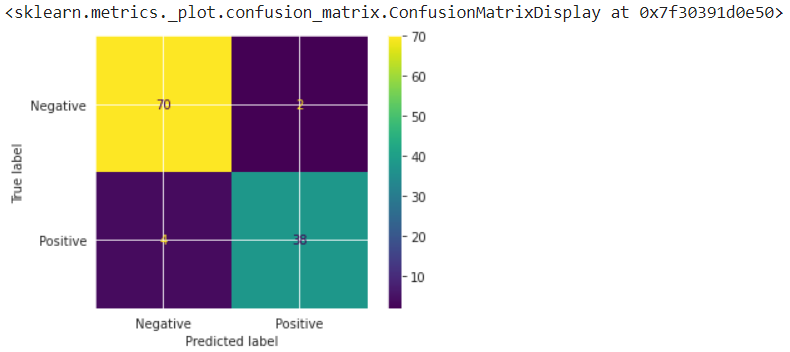 <sklearn.metrics._plot.confusion_matrix.ConfusionMatrixDisplay at 0x7f30391d0e50>
70
Negative
70
2
60
50
True label
40
30
Positive
4
38
20
10
Negative
Positive
Predicted label